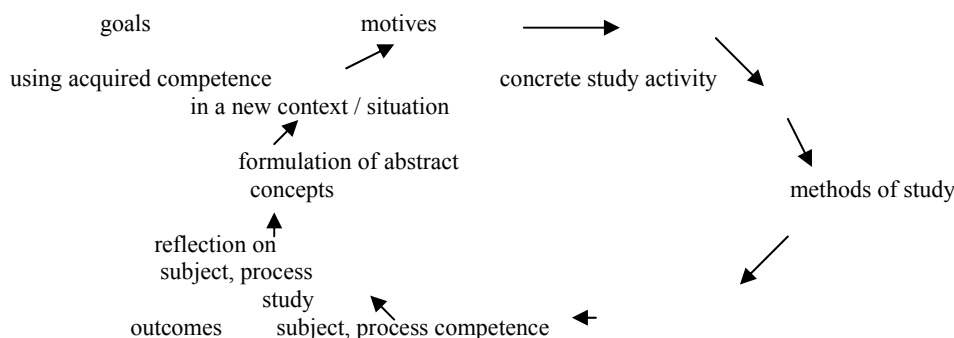 goals motives
using acquired competence concrete study activity
in a new context / situation
formulation of abstract
concepts methods of study
reflection on
subject, process
study
outcomes subject, process competence